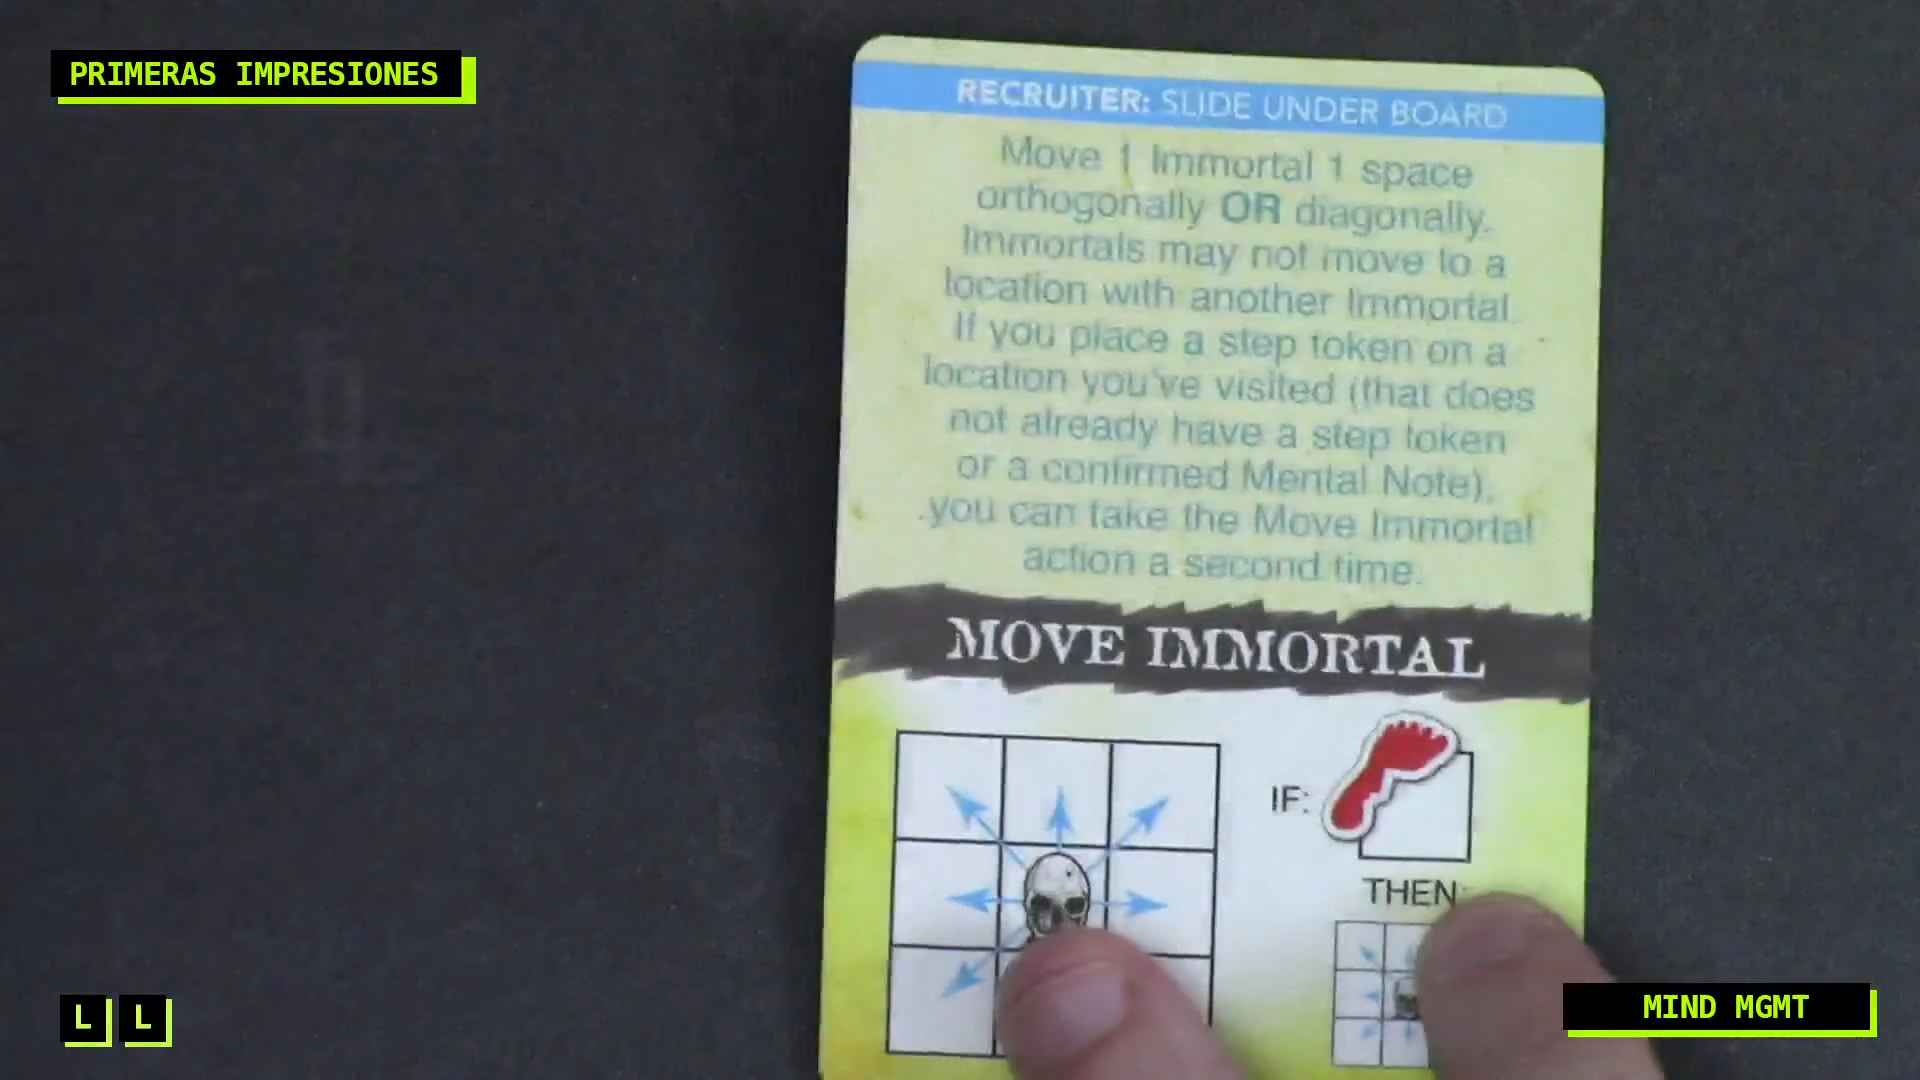 PRIMERAS IMPRESIONES
RECRUITER: SLIDE UNDER BOARD
Move 1 Immortal 1 space
orthogonally OR diagonally.
Immortals may not move to a
location with another Immortal.
If you place a step token on a
location you've visited (that does
not already have a step token
or a confirmed Mental Note),
you can take the Move Immortal
action a second time.
MOVE IMMORTAL
IF:
THEN:
L L
MIND MGMT